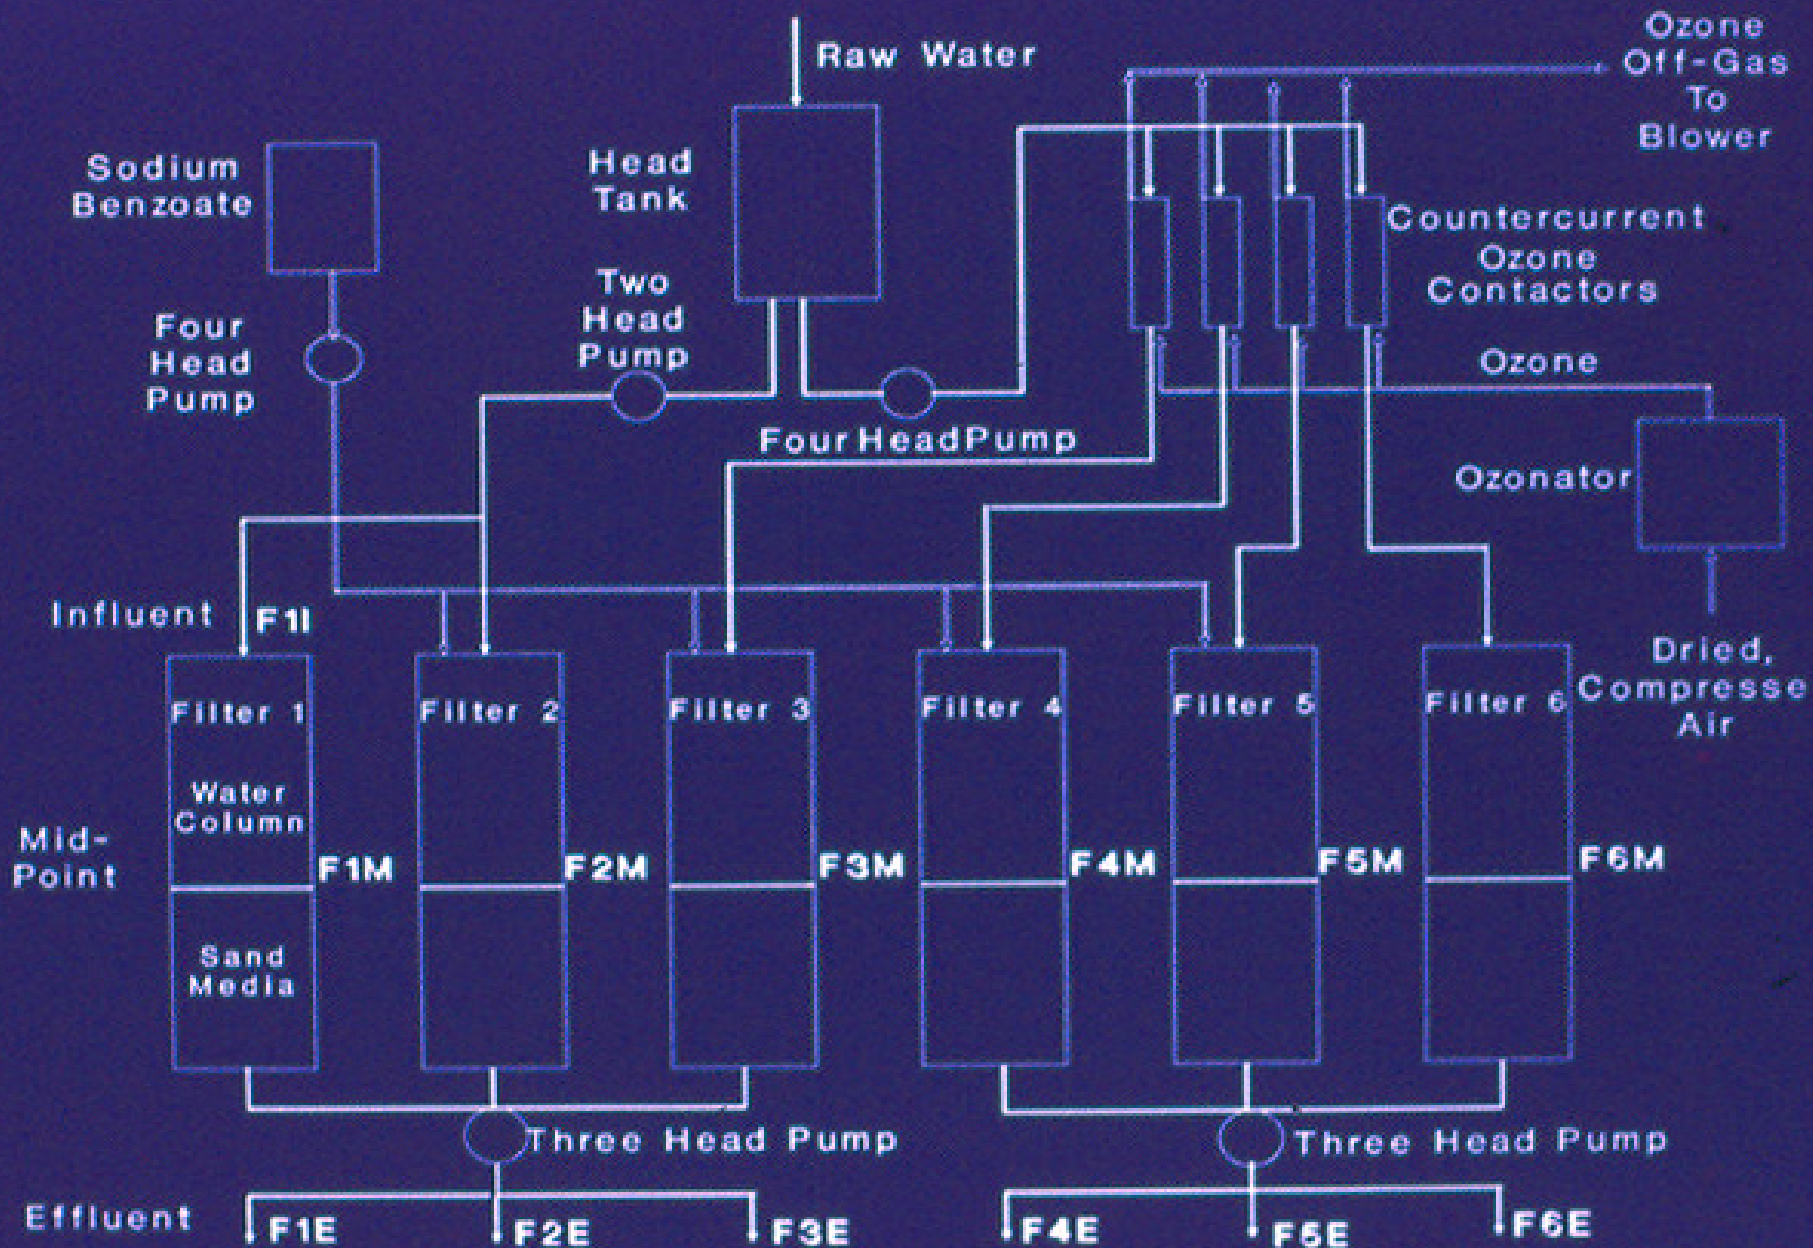 Raw Water
Ozone
Off-Gas
To
Blower
Sodium
Benzoate
Head
Tank
Countercurrent
Ozone
Contactors
Two
Head
Pump
Four
Head
Pump
Ozone
Four Head Pump
Ozonator
Influent
F1I
Dried,
Compresse
Air
Filter 1
Filter 2
Filter 3
Filter 4
Filter 5
Filter 6
Water
Column
Mid-
Point
F1M
F2M
F3M
F4M
F5M
F6M
Sand
Media
Three Head Pump
Three Head Pump
Effluent
F1E
F2E
F3E
F4E
F5E
F6E